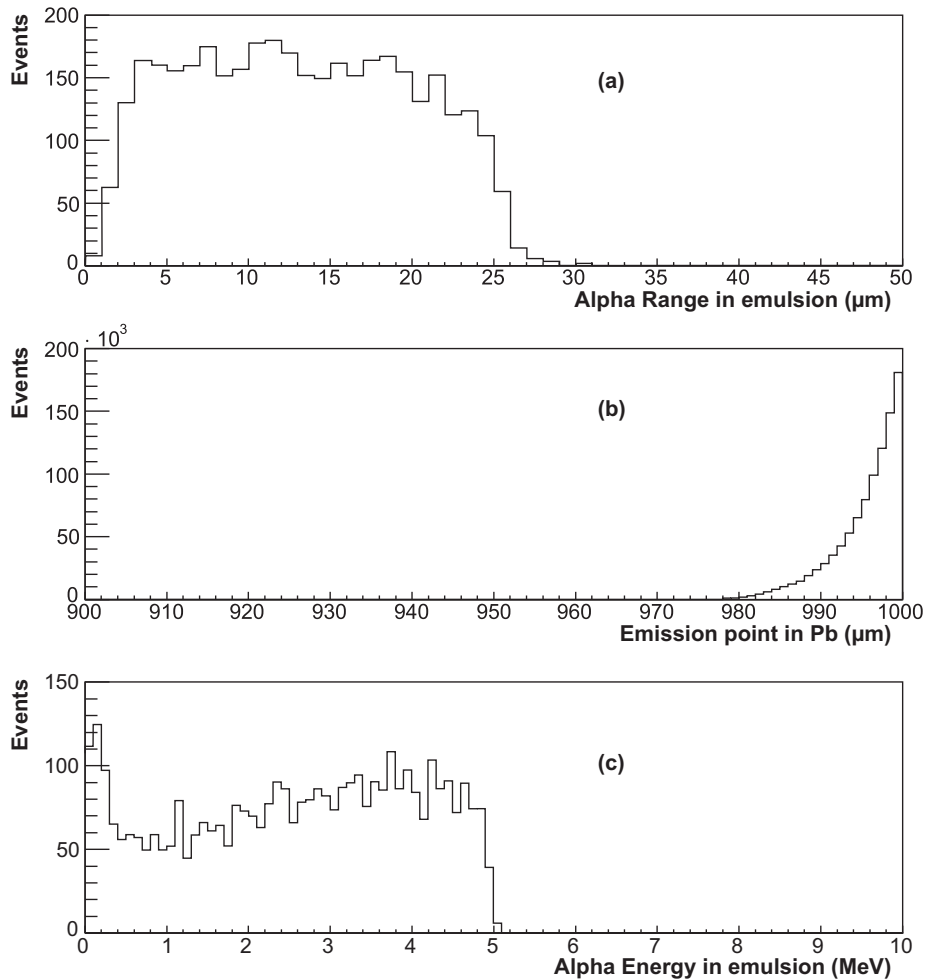 200
Events
150
(a)
100
50
0
0 5 10 15 20 25 30 35 40 45 50
Alpha Range in emulsion (µm)
· 10³
200
Events
150
(b)
100
50
0
900 910 920 930 940 950 960 970 980 990 1000
Emission point in Pb (µm)
150
Events
100
(c)
50
0
0 1 2 3 4 5 6 7 8 9 10
Alpha Energy in emulsion (MeV)